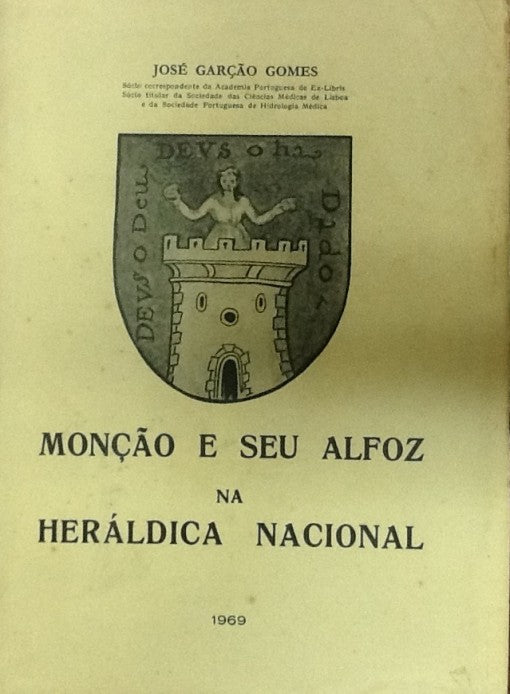 JOSÉ GARÇÃO GOMES
Sócio correspondente da Academia Portuguesa de Ex-Libris
Sócio titular da Sociedade das Ciências Médicas de Lisboa
e da Sociedade Portuguesa de Hidrologia Médica
DEVS o ha
DEVS O Deu
Dado
MONÇÃO E SEU ALFOZ
NA
HERÁLDICA NACIONAL
1969